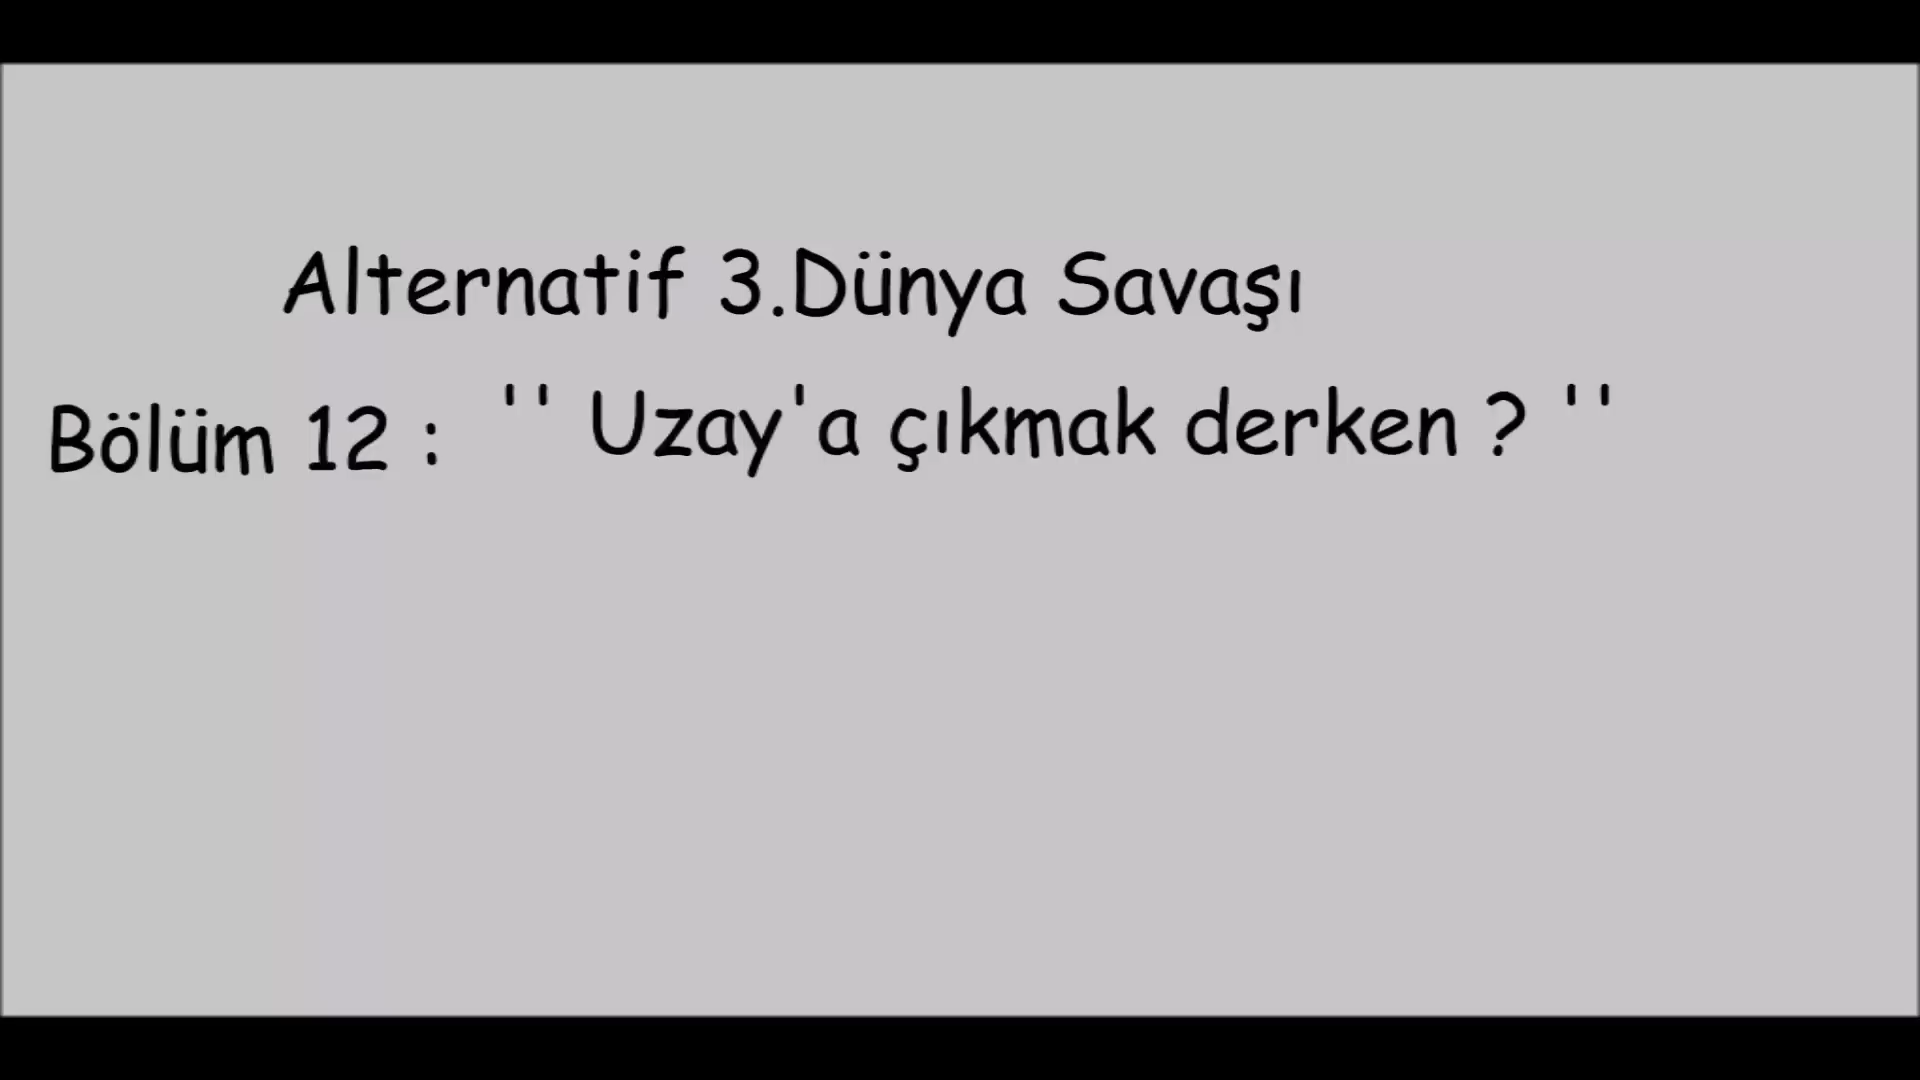 Alternatif 3.Dünya Savaşı
Bölüm 12 : '' Uzay'a çıkmak derken ? ''